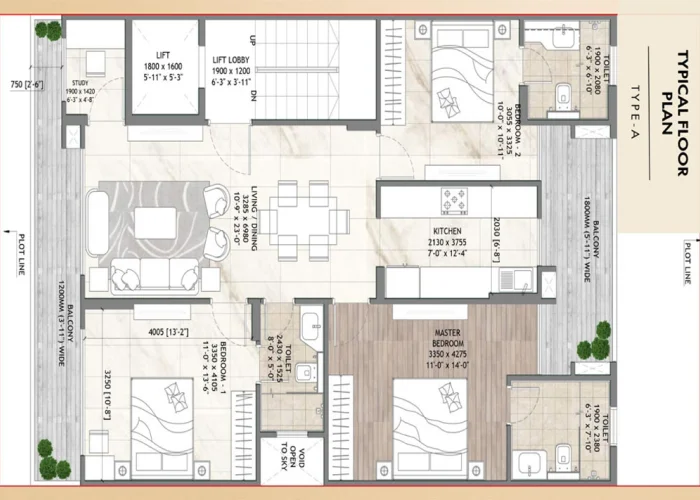 TYPICAL FLOOR
PLAN
TYPE-A
750 [2'-6"]
STUDY
1900 x 1420
6'-3" x 4'-8"
LIFT
1800 x 1600
5'-11" x 5'-3"
LIFT LOBBY
1900 x 1200
6'-3" x 3'-11"
UP
DN
BEDROOM - 2
3055 x 3325
10'-0" x 10'-11"
TOILET
1900 x 2080
6'-3" x 6'-10"
LIVING / DINING
3285 x 6980
10'-9" x 23'-0"
KITCHEN
2130 x 3755
7'-0" x 12'-4"
2030 [6'-8"]
BALCONY
1800MM (5'-11") WIDE
PLOT LINE
PLOT LINE
BALCONY
1200MM (3'-11") WIDE
4005 [13'-2"]
3250 [10'-8"]
BEDROOM - 1
3350 x 4105
11'-0" x 13'-6"
TOILET
2430 x 1525
8'-0" x 5'-0"
VOID
OPEN
TO SKY
MASTER
BEDROOM
3350 x 4275
11'-0" x 14'-0"
TOILET
1900 x 2380
6'-3" x 7'-10"